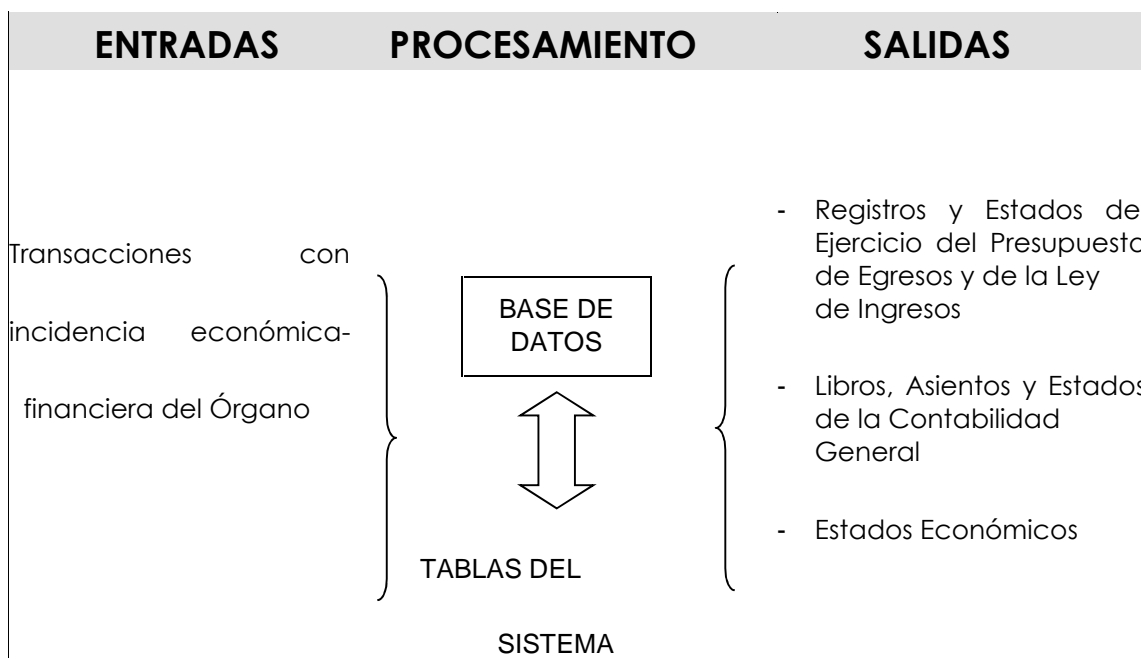 ENTRADAS PROCESAMIENTO SALIDAS
Transacciones con
incidencia económica-
financiera del Órgano
BASE DE
DATOS
TABLAS DEL
SISTEMA
- Registros y Estados de
Ejercicio del Presupuesto
de Egresos y de la Ley
de Ingresos
- Libros, Asientos y Estados
de la Contabilidad
General
- Estados Económicos